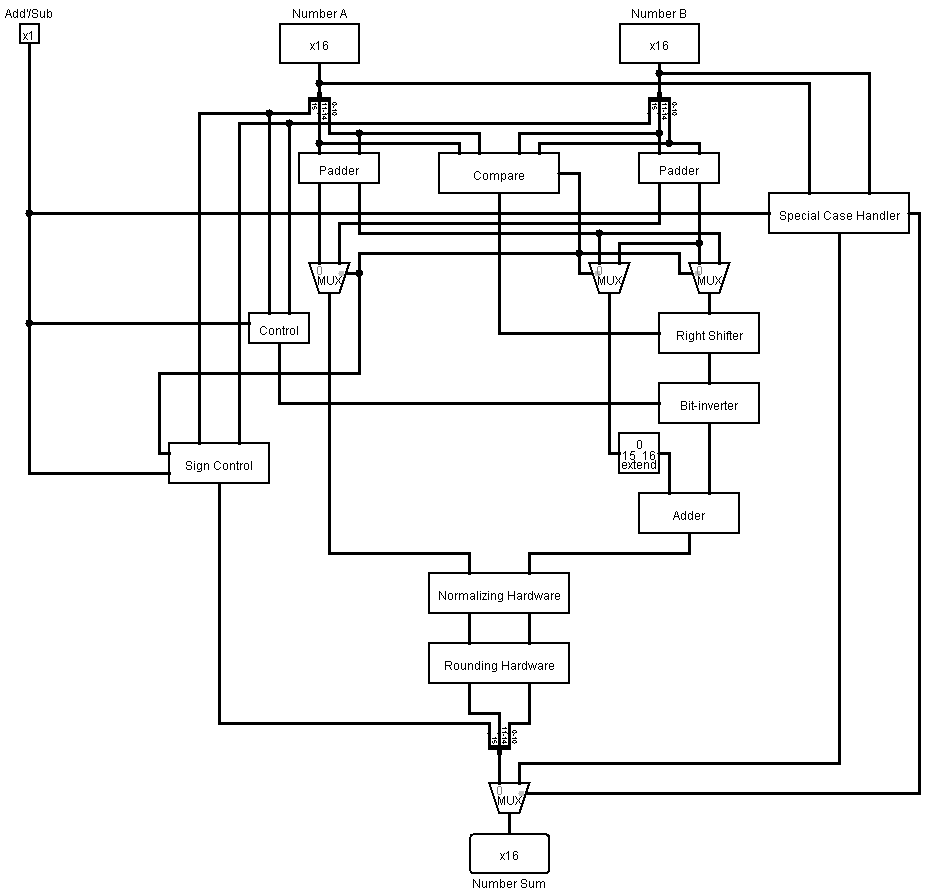 Add'/Sub
Number A
Number B
x1
x16
x16
15
11-14
0-10
15
11-14
0-10
Padder
Compare
Padder
Special Case Handler
0
MUX
0
MUX
0
MUX
Control
Right Shifter
Bit-inverter
Sign Control
0
15 16
extend
Adder
Normalizing Hardware
Rounding Hardware
15
11-14
0-10
0
MUX
x16
Number Sum